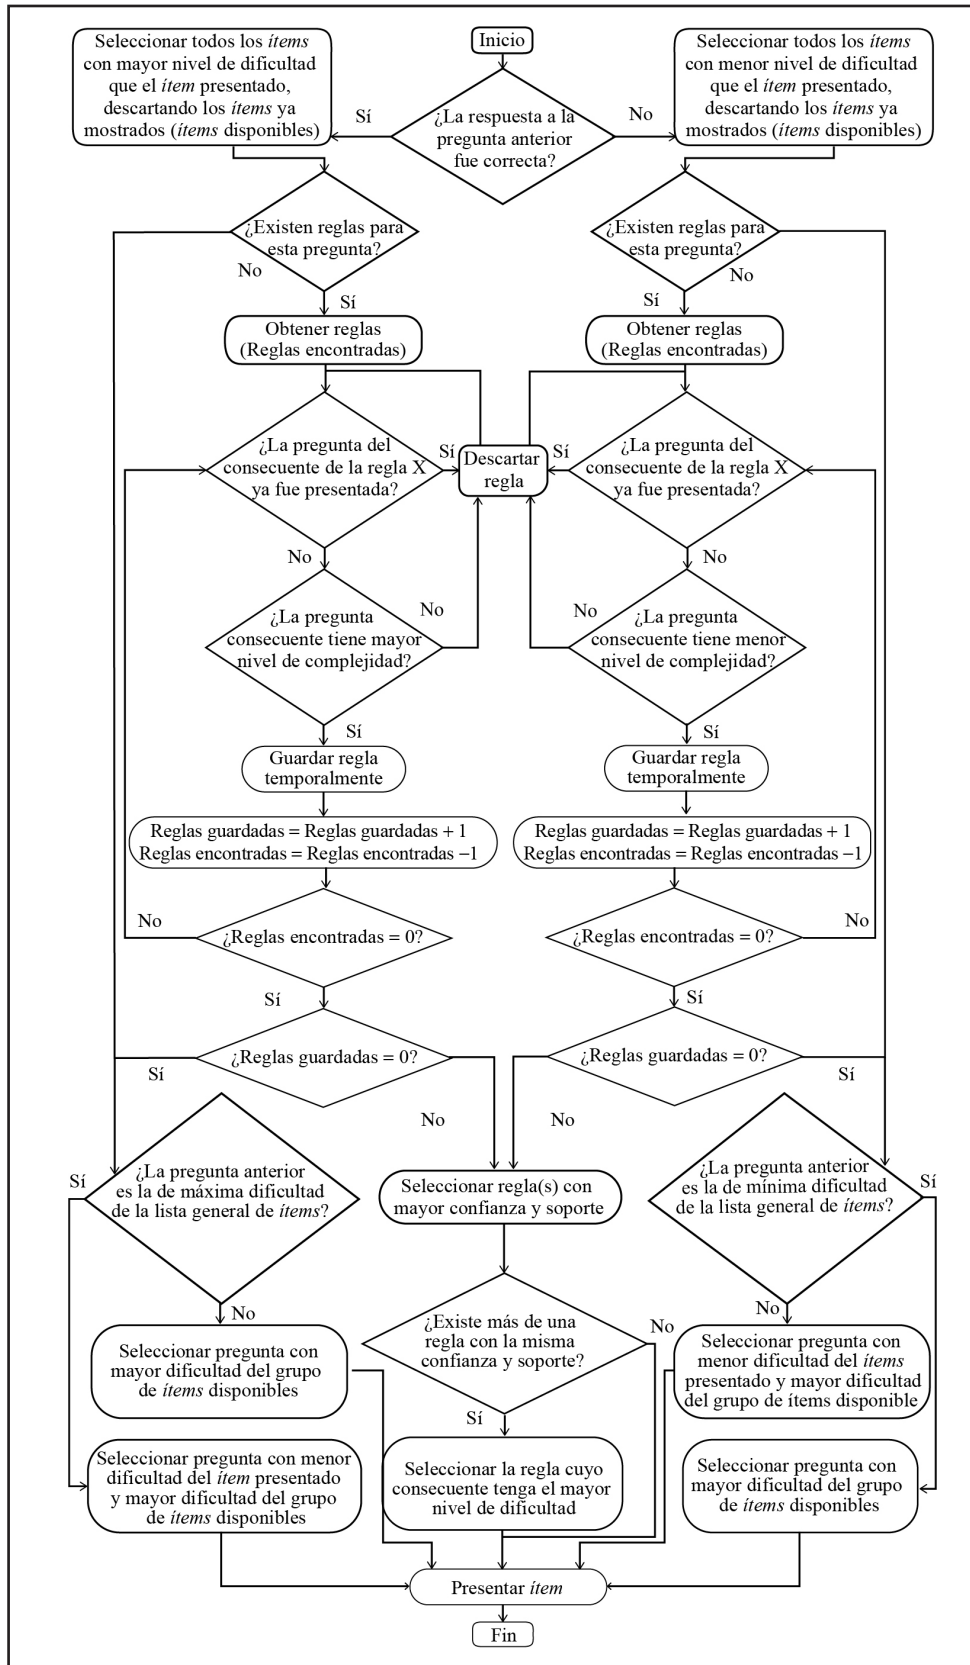 Inicio
Seleccionar todos los ítems
con mayor nivel de dificultad
que el ítem presentado,
descartando los ítems ya
mostrados (ítems disponibles)
Sí
¿La respuesta a la
pregunta anterior
fue correcta?
No
Seleccionar todos los ítems
con menor nivel de dificultad
que el ítem presentado,
descartando los ítems ya
mostrados (ítems disponibles)
¿Existen reglas para
esta pregunta?
No
Sí
¿Existen reglas para
esta pregunta?
No
Sí
Obtener reglas
(Reglas encontradas)
Obtener reglas
(Reglas encontradas)
¿La pregunta del
consecuente de la regla X
ya fue presentada?
Sí
Descartar
regla
Sí
¿La pregunta del
consecuente de la regla X
ya fue presentada?
No
No
¿La pregunta
consecuente tiene mayor
nivel de complejidad?
No
No
¿La pregunta
consecuente tiene menor
nivel de complejidad?
Sí
Sí
Guardar regla
temporalmente
Guardar regla
temporalmente
Reglas guardadas = Reglas guardadas + 1
Reglas encontradas = Reglas encontradas −1
Reglas guardadas = Reglas guardadas + 1
Reglas encontradas = Reglas encontradas −1
No
¿Reglas encontradas = 0?
¿Reglas encontradas = 0?
No
Sí
Sí
¿Reglas guardadas = 0?
¿Reglas guardadas = 0?
Sí
Sí
No
No
Sí
¿La pregunta anterior
es la de máxima dificultad
de la lista general de ítems?
Seleccionar regla(s) con
mayor confianza y soporte
¿La pregunta anterior
es la de mínima dificultad
de la lista general de ítems?
Sí
No
No
Seleccionar pregunta con
mayor dificultad del grupo
de ítems disponibles
¿Existe más de una
regla con la misma
confianza y soporte?
No
Seleccionar pregunta con
menor dificultad del ítems
presentado y mayor dificultad
del grupo de ítems disponible
Sí
Seleccionar pregunta con menor
dificultad del ítem presentado
y mayor dificultad del grupo
de ítems disponibles
Seleccionar la regla cuyo
consecuente tenga el mayor
nivel de dificultad
Seleccionar pregunta con
mayor dificultad del grupo
de ítems disponibles
Presentar ítem
Fin